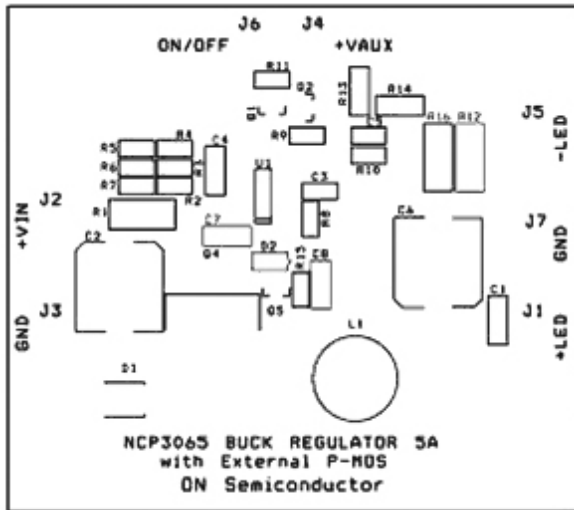 J6 J4
ON/OFF +VAUX
R11
Q2
R13
R14
Q1
J5
R9
R16 R12
-LED
R5 R4 C4
R6
R10
U1
R7 R2
C3
J2
R1
R8
+VIN
C7
C6
J7
C2
Q4
GND
D2
R15 C8
J3
Q5
C1
J1
GND
L1
+LED
D1
NCP3065 BUCK REGULATOR 5A
with External P-MOS
ON Semiconductor